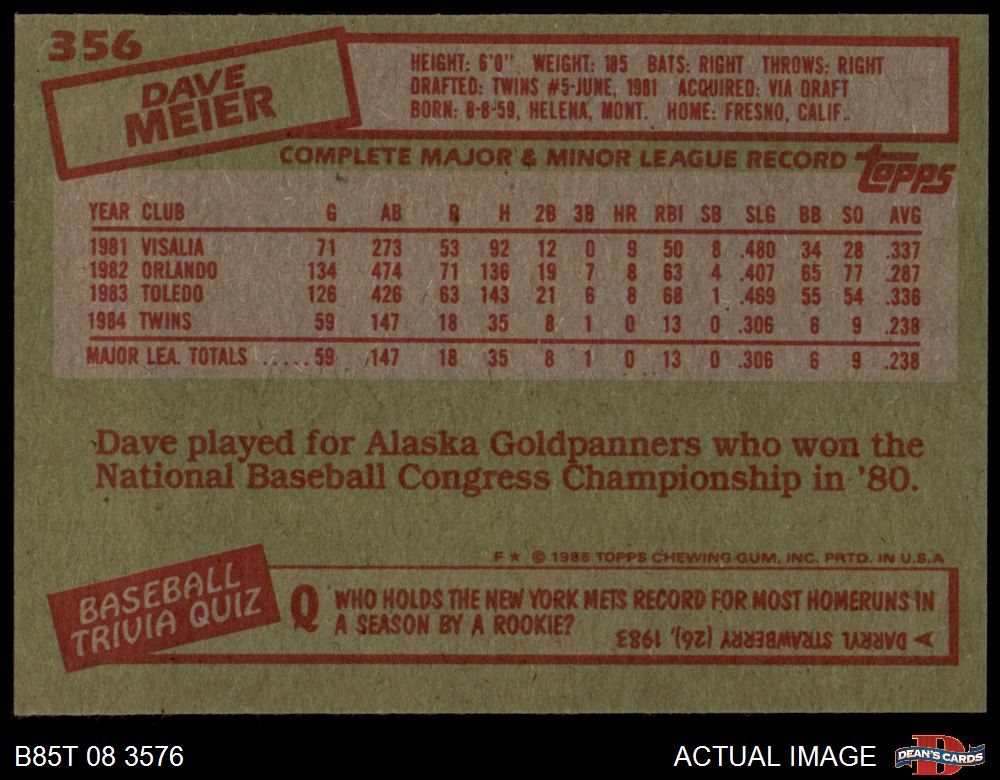 356
DAVE
MEIER
HEIGHT: 6'0" WEIGHT: 185 BATS: RIGHT THROWS: RIGHT
DRAFTED: TWINS #5-JUNE, 1981 ACQUIRED: VIA DRAFT
BORN: 8-8-59, HELENA, MONT. HOME: FRESNO, CALIF.
COMPLETE MAJOR & MINOR LEAGUE RECORD topps
YEAR CLUB G AB R H 2B 3B HR RBI SB SLG BB SO AVG
1981 VISALIA 71 273 53 92 12 0 9 50 8 .480 34 28 .337
1982 ORLANDO 134 474 71 136 19 7 8 63 4 .407 65 77 .287
1983 TOLEDO 126 426 63 143 21 6 8 68 1 .469 55 54 .336
1984 TWINS 59 147 18 35 8 1 0 13 0 .306 6 9 .238
MAJOR LEA. TOTALS .....59 147 18 35 8 1 0 13 0 .306 6 9 .238
Dave played for Alaska Goldpanners who won the
National Baseball Congress Championship in '80.
F★ © 1985 TOPPS CHEWING GUM, INC. PRTD. IN U.S.A
BASEBALL
TRIVIA QUIZ
Q WHO HOLDS THE NEW YORK METS RECORD FOR MOST HOMERUNS IN
A SEASON BY A ROOKIE?
A DARRYL STRAWBERRY (26), 1983
B85T 08 3576
ACTUAL IMAGE
D
DEAN'S CARDS